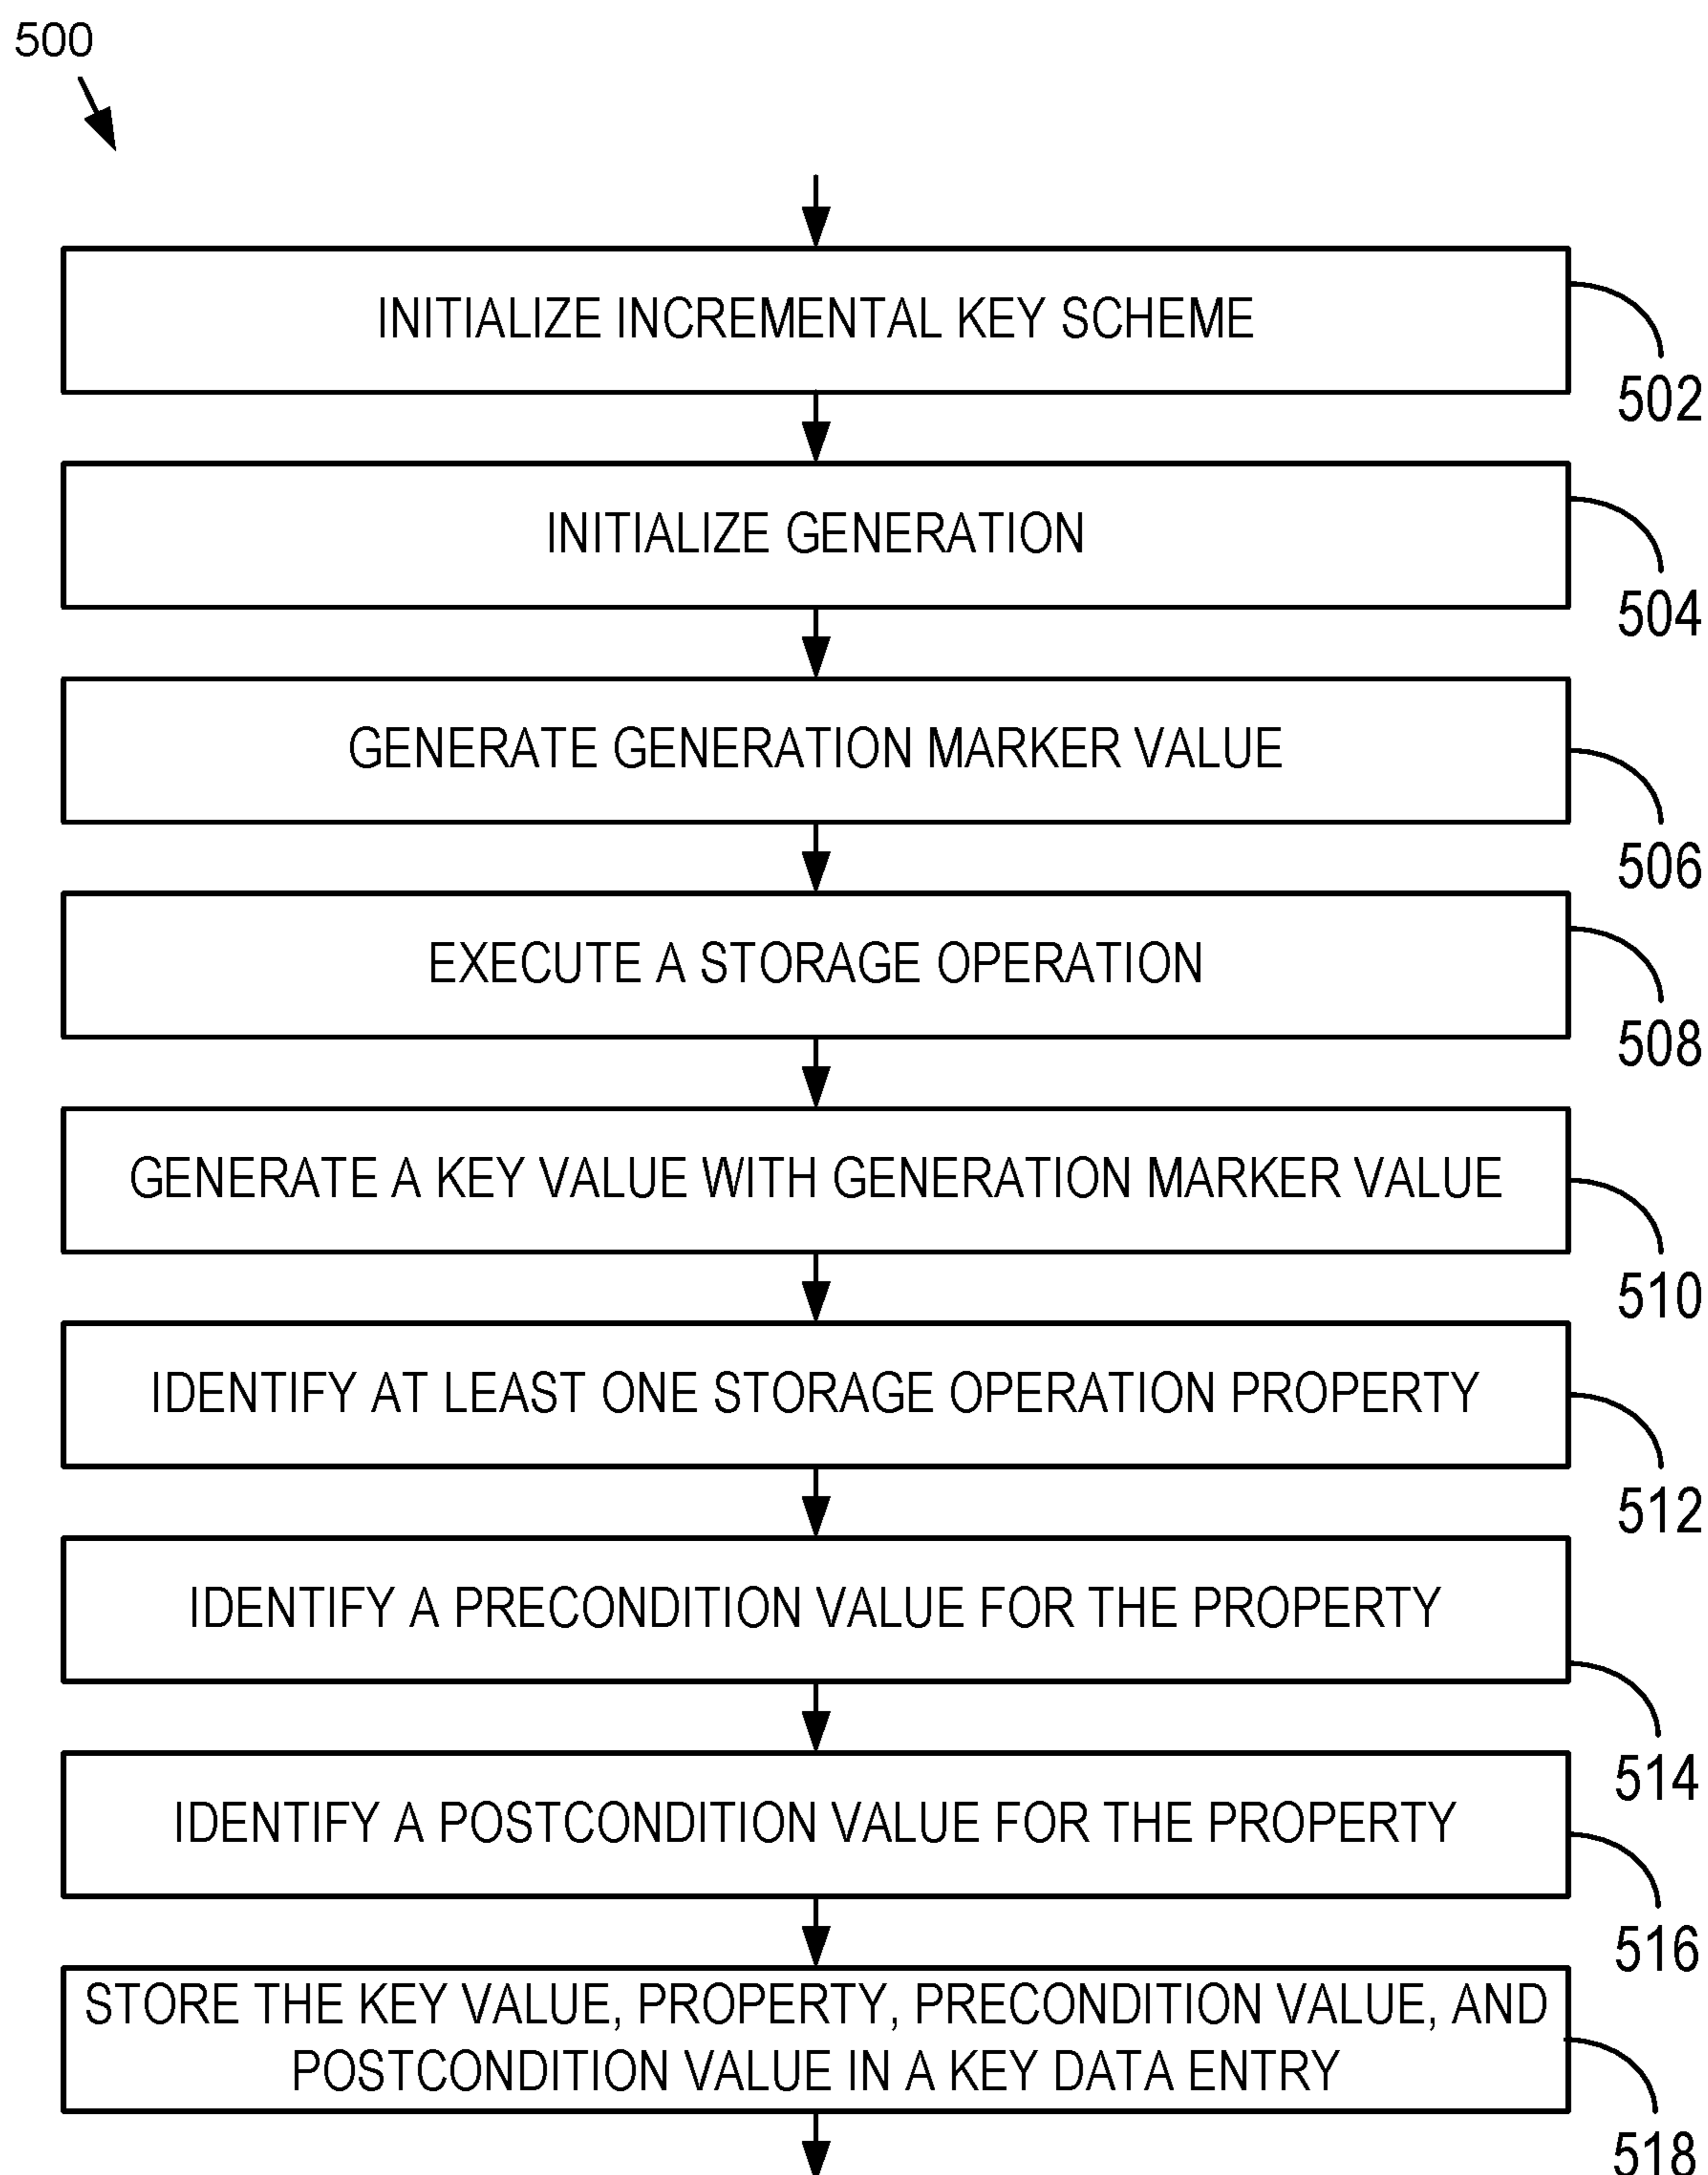 500
INITIALIZE INCREMENTAL KEY SCHEME
502
INITIALIZE GENERATION
504
GENERATE GENERATION MARKER VALUE
506
EXECUTE A STORAGE OPERATION
508
GENERATE A KEY VALUE WITH GENERATION MARKER VALUE
510
IDENTIFY AT LEAST ONE STORAGE OPERATION PROPERTY
512
IDENTIFY A PRECONDITION VALUE FOR THE PROPERTY
514
IDENTIFY A POSTCONDITION VALUE FOR THE PROPERTY
516
STORE THE KEY VALUE, PROPERTY, PRECONDITION VALUE, AND
POSTCONDITION VALUE IN A KEY DATA ENTRY
518